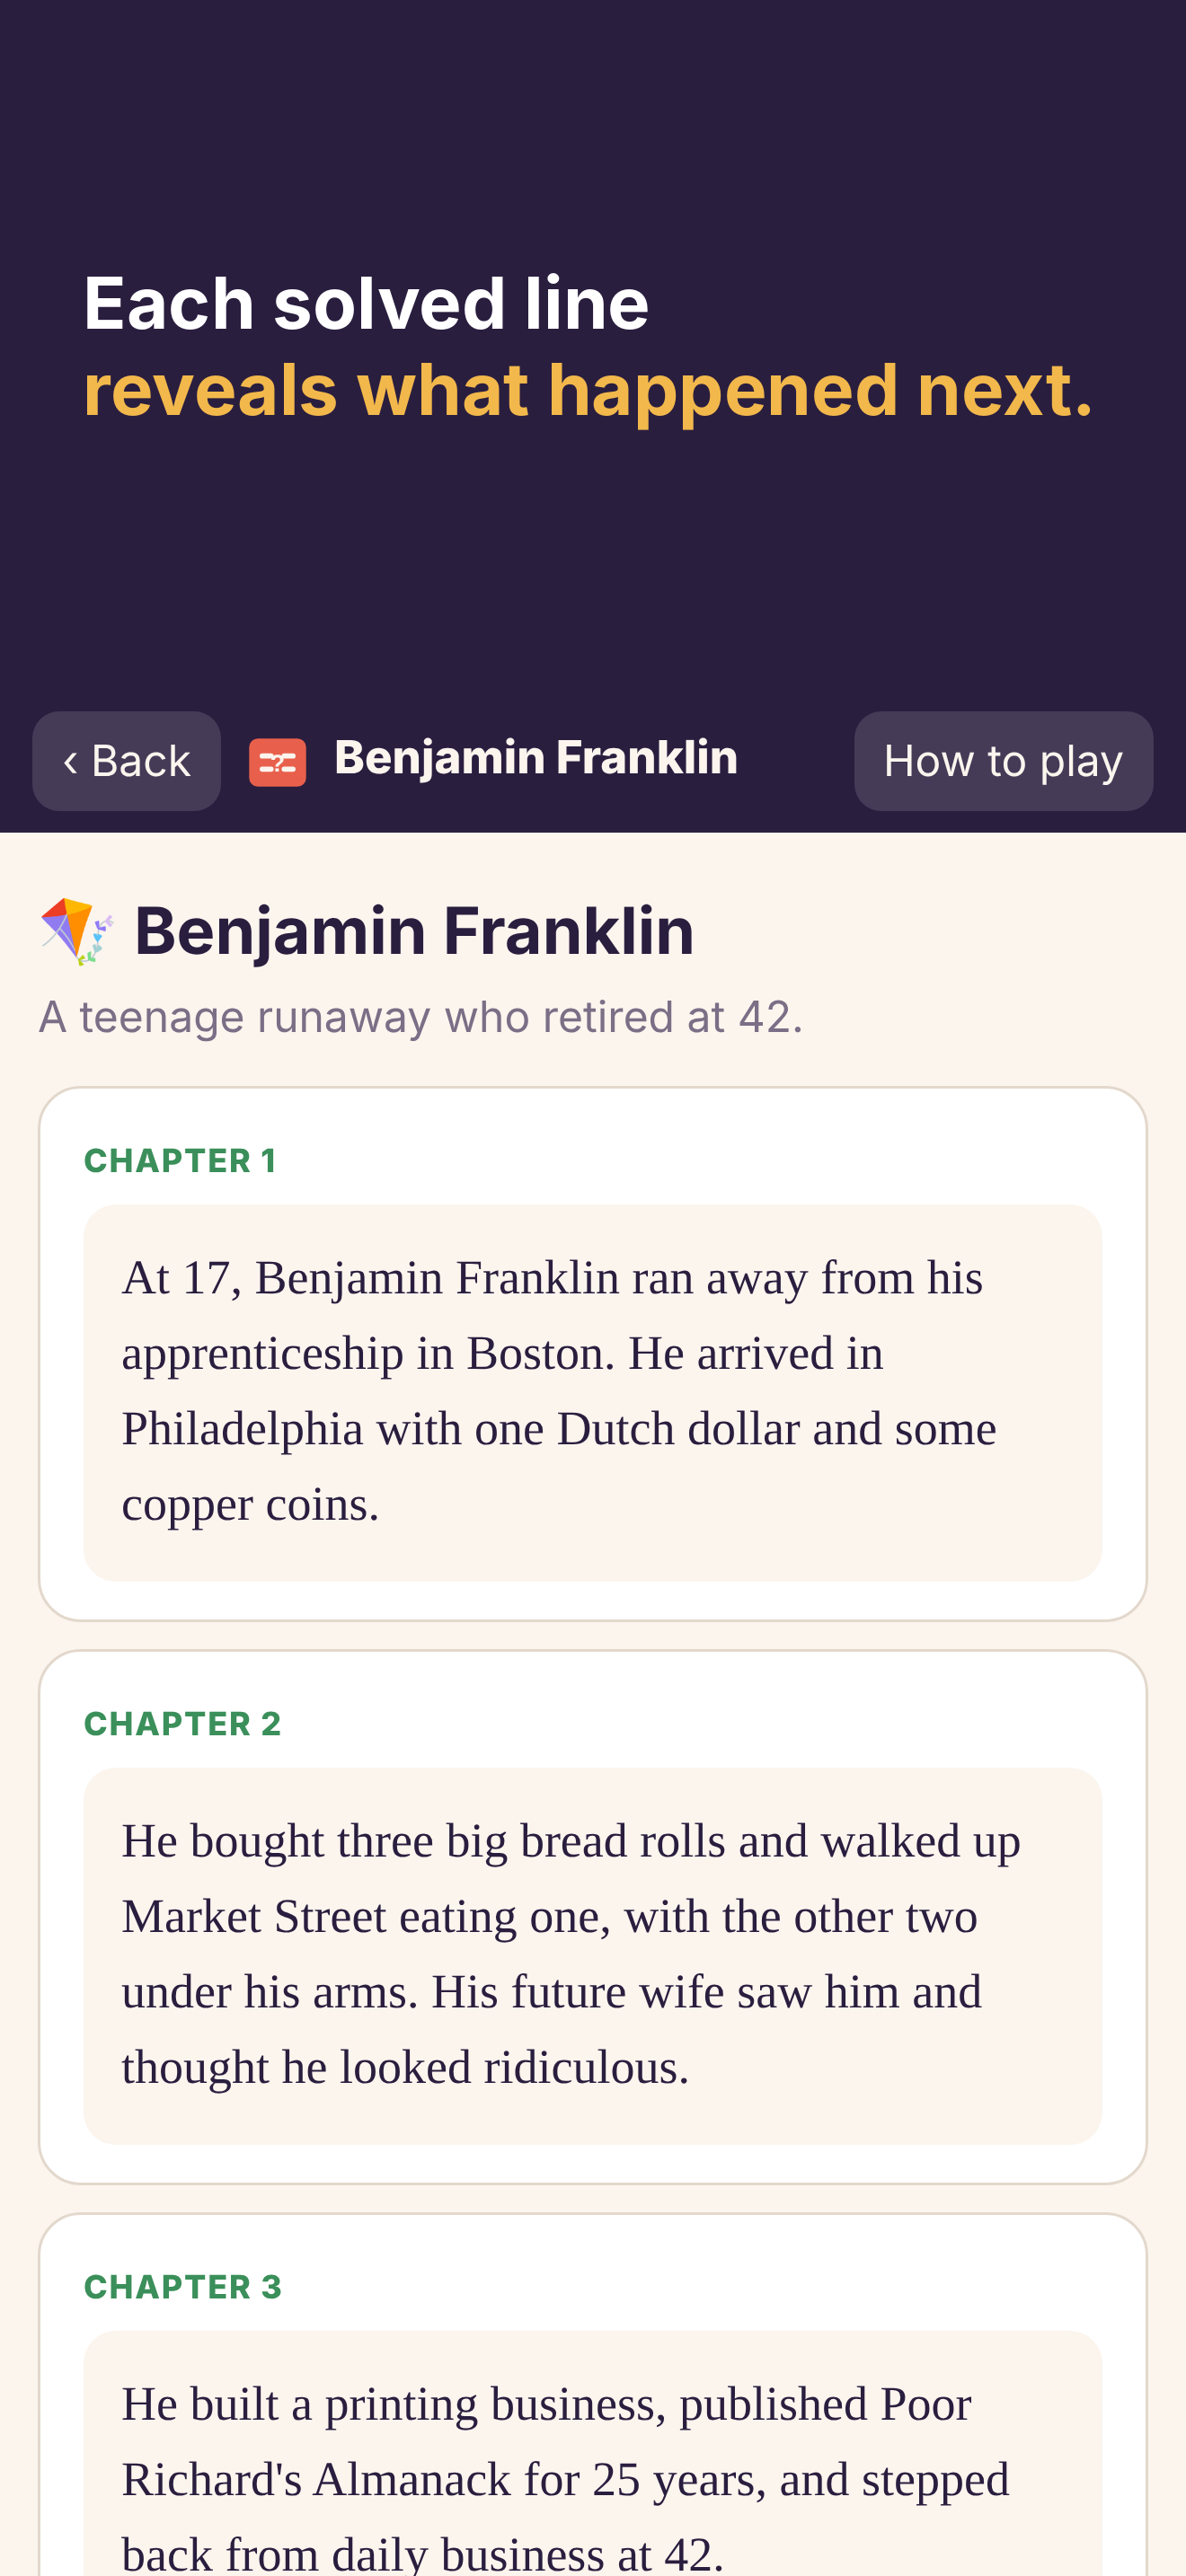 Each solved line
reveals what happened next.
‹ Back
?
Benjamin Franklin
How to play
Benjamin Franklin
A teenage runaway who retired at 42.
CHAPTER 1
At 17, Benjamin Franklin ran away from his
apprenticeship in Boston. He arrived in
Philadelphia with one Dutch dollar and some
copper coins.
CHAPTER 2
He bought three big bread rolls and walked up
Market Street eating one, with the other two
under his arms. His future wife saw him and
thought he looked ridiculous.
CHAPTER 3
He built a printing business, published Poor
Richard's Almanack for 25 years, and stepped
back from daily business at 42.